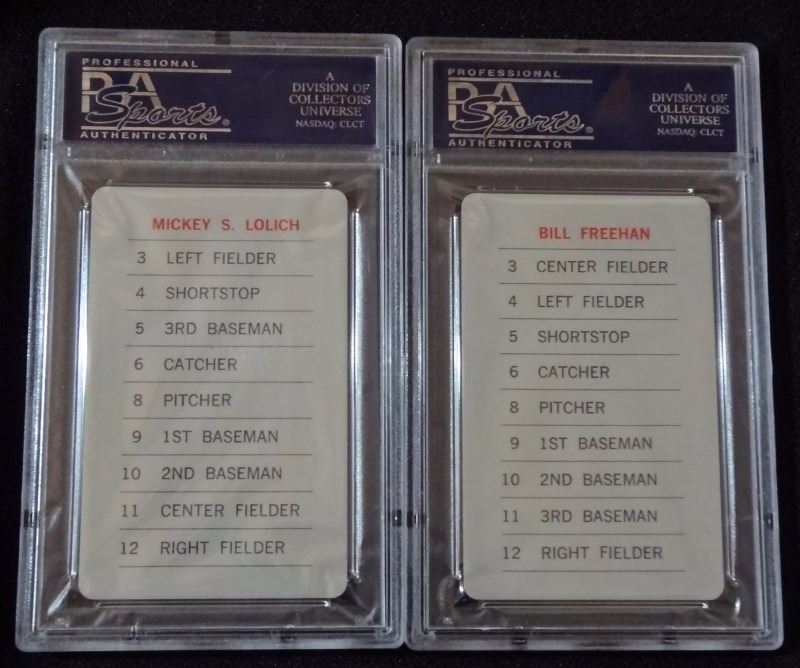 PROFESSIONAL
PSA
Sports®
AUTHENTICATOR
A
DIVISION OF
COLLECTORS
UNIVERSE
NASDAQ: CLCT
MICKEY S. LOLICH
3 LEFT FIELDER
4 SHORTSTOP
5 3RD BASEMAN
6 CATCHER
8 PITCHER
9 1ST BASEMAN
10 2ND BASEMAN
11 CENTER FIELDER
12 RIGHT FIELDER
PROFESSIONAL
PSA
Sports®
AUTHENTICATOR
A
DIVISION OF
COLLECTORS
UNIVERSE
NASDAQ: CLCT
BILL FREEHAN
3 CENTER FIELDER
4 LEFT FIELDER
5 SHORTSTOP
6 CATCHER
8 PITCHER
9 1ST BASEMAN
10 2ND BASEMAN
11 3RD BASEMAN
12 RIGHT FIELDER